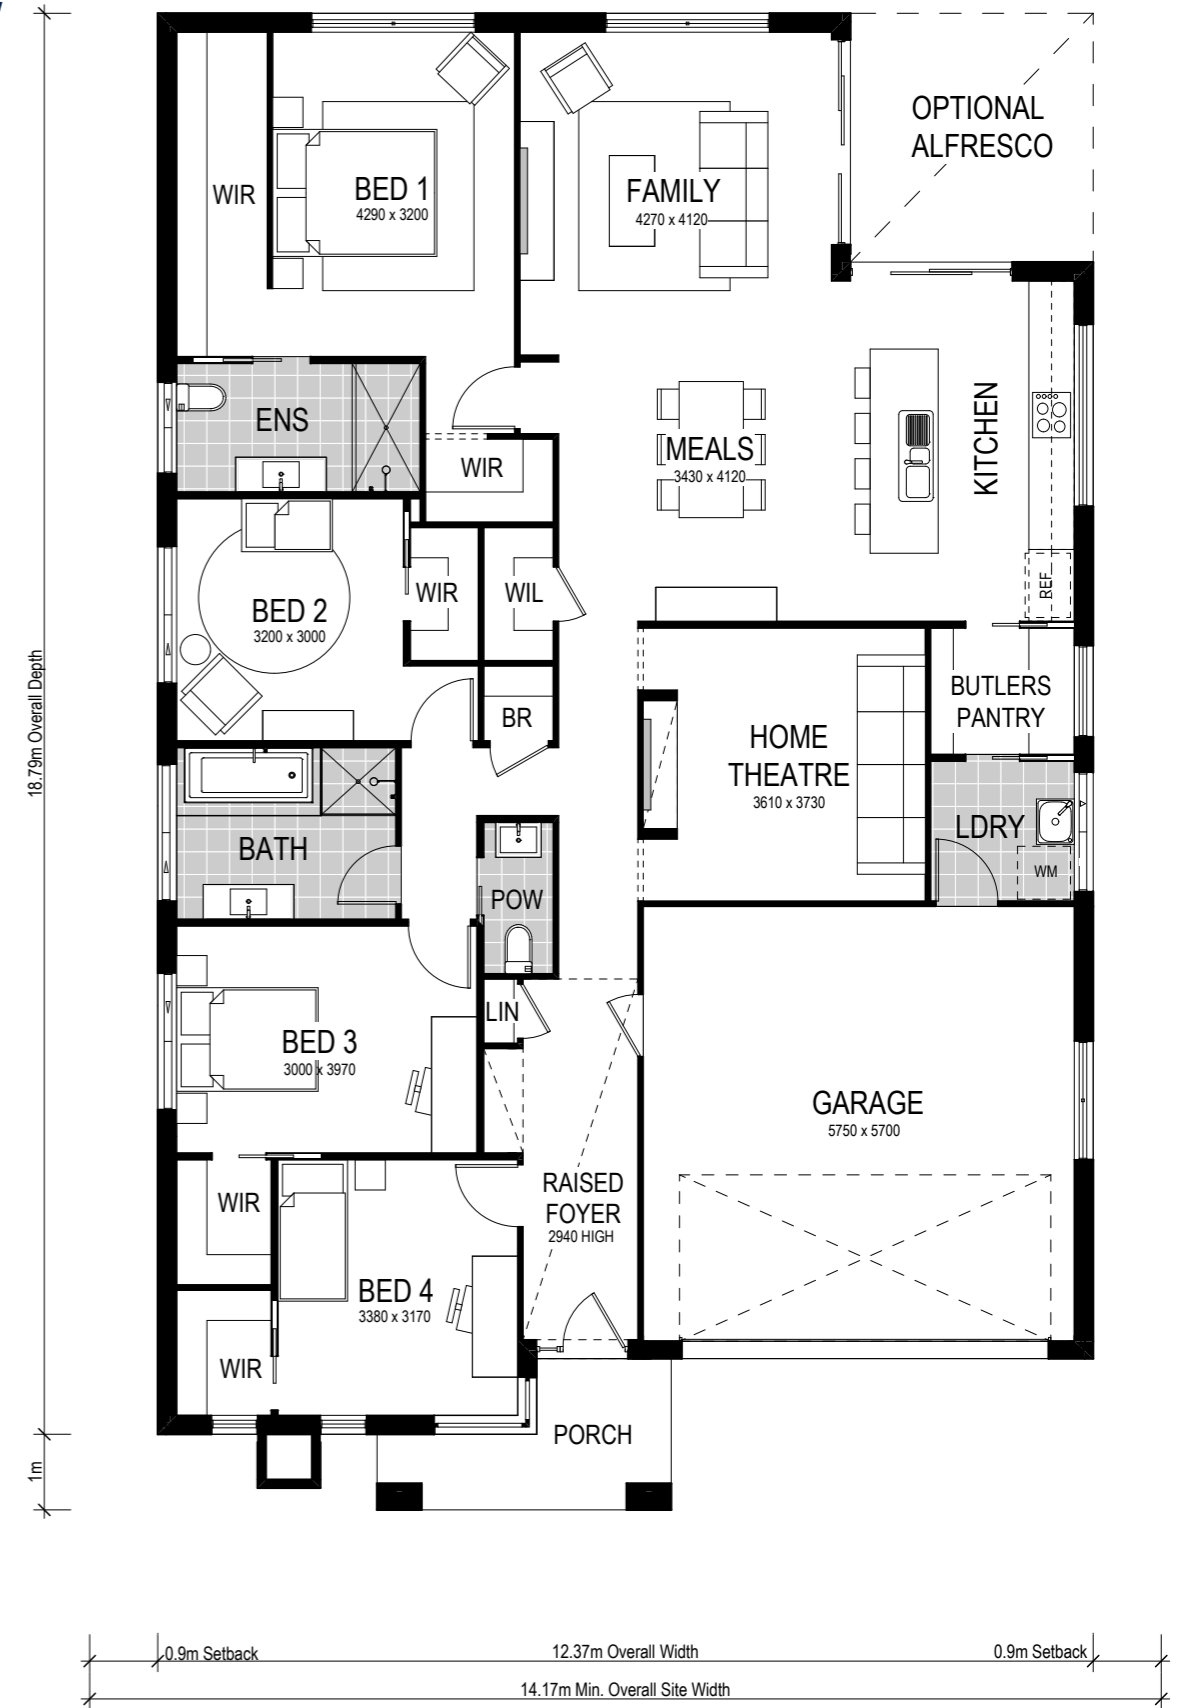 OPTIONAL
ALFRESCO
WIR
BED 1
4290 x 3200
FAMILY
4270 x 4120
ENS
WIR
MEALS
3430 x 4120
KITCHEN
REF
BED 2
3200 x 3000
WIR
WIL
BR
BUTLERS
PANTRY
HOME
THEATRE
3610 x 3730
BATH
LDRY
WM
POW
LIN
BED 3
3000 x 3970
GARAGE
5750 x 5700
RAISED
FOYER
2940 HIGH
WIR
BED 4
3380 x 3170
WIR
PORCH
18.79m Overall Depth
1m
0.9m Setback
12.37m Overall Width
0.9m Setback
14.17m Min. Overall Site Width